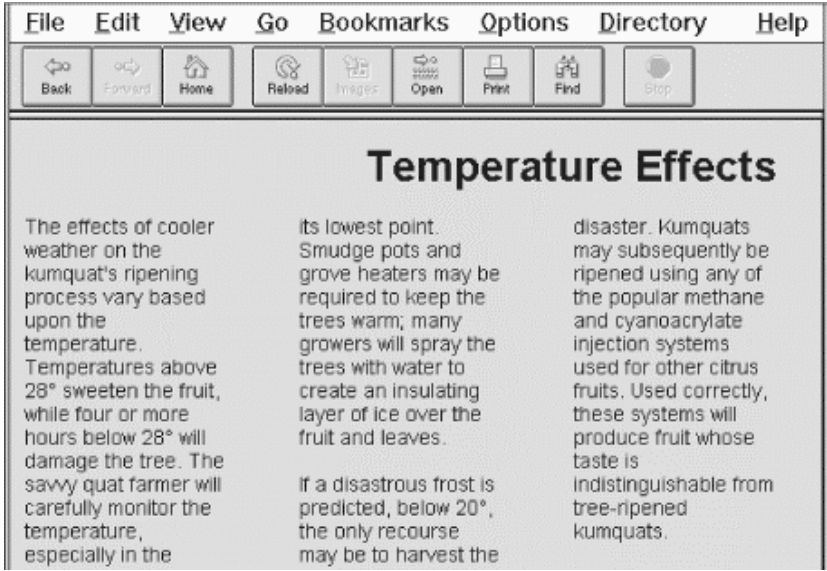 File Edit View Go Bookmarks Options Directory Help
Back Forward Home Reload Images Open Print Find Stop
Temperature Effects
The effects of cooler
weather on the
kumquat's ripening
process vary based
upon the
temperature.
Temperatures above
28° sweeten the fruit,
while four or more
hours below 28° will
damage the tree. The
savvy quat farmer will
carefully monitor the
temperature,
especially in the
its lowest point.
Smudge pots and
grove heaters may be
required to keep the
trees warm; many
growers will spray the
trees with water to
create an insulating
layer of ice over the
fruit and leaves.
If a disastrous frost is
predicted, below 20°,
the only recourse
may be to harvest the
disaster. Kumquats
may subsequently be
ripened using any of
the popular methane
and cyanoacrylate
injection systems
used for other citrus
fruits. Used correctly,
these systems will
produce fruit whose
taste is
indistinguishable from
tree-ripened
kumquats.